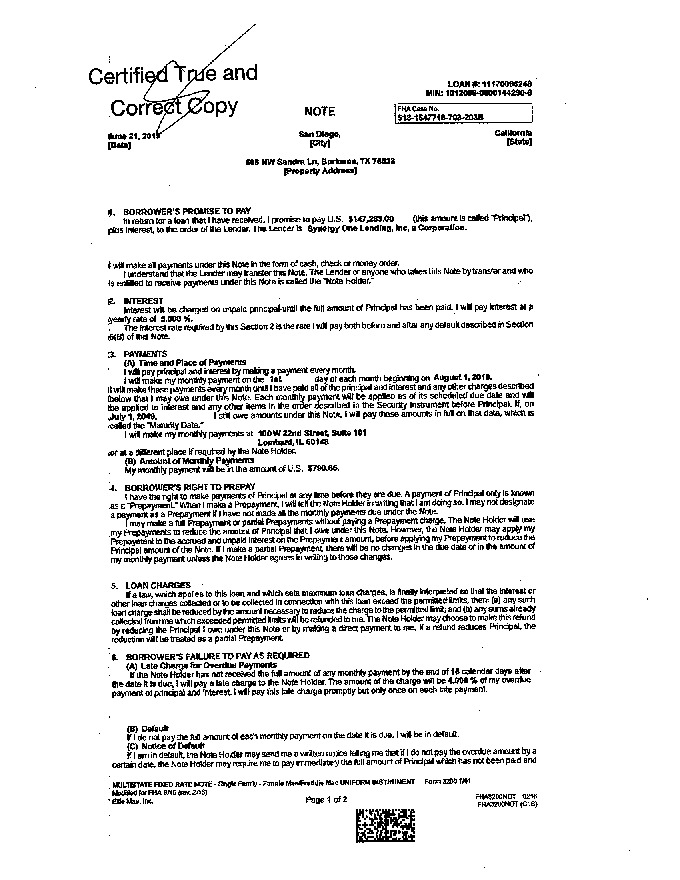 Certified True and
Correct Copy
LOAN #: 11170096248
MIN:
NOTE
FHA Case No.
June 21, 2019
[Date]
San Diego,
[City]
California
[State]
NW Sandra Ln, Burleson, TX
[Property Address]
1. BORROWER'S PROMISE TO PAY
In return for a loan that I have received, I promise to pay U.S. $147,283.00 (this amount is called "Principal"),
plus interest, to the order of the Lender. The Lender is Synergy One Lending, Inc, a Corporation.
I will make all payments under this Note in the form of cash, check or money order.
I understand that the Lender may transfer this Note. The Lender or anyone who takes this Note by transfer and who
is entitled to receive payments under this Note is called the "Note Holder."
2. INTEREST
Interest will be charged on unpaid principal until the full amount of Principal has been paid. I will pay interest at a
yearly rate of 5.000 %.
The interest rate required by this Section 2 is the rate I will pay both before and after any default described in Section
6(B) of this Note.
3. PAYMENTS
(A) Time and Place of Payments
I will pay principal and interest by making a payment every month.
I will make my monthly payment on the 1st day of each month beginning on August 1, 2019.
I will make these payments every month until I have paid all of the principal and interest and any other charges described
below that I may owe under this Note. Each monthly payment will be applied as of its scheduled due date and will
be applied to interest and any other items in the order described in the Security Instrument before Principal. If, on
July 1, 2049, I still owe amounts under this Note, I will pay those amounts in full on that date, which is
called the "Maturity Date."
I will make my monthly payments at 100 W 22nd Street, Suite 101
Lombard, IL 60148
or at a different place if required by the Note Holder.
(B) Amount of Monthly Payments
My monthly payment will be in the amount of U.S. $790.65.
4. BORROWER'S RIGHT TO PREPAY
I have the right to make payments of Principal at any time before they are due. A payment of Principal only is known
as a "Prepayment." When I make a Prepayment, I will tell the Note Holder in writing that I am doing so. I may not designate
a payment as a Prepayment if I have not made all the monthly payments due under the Note.
I may make a full Prepayment or partial Prepayments without paying a Prepayment charge. The Note Holder will use
my Prepayments to reduce the amount of Principal that I owe under this Note. However, the Note Holder may apply my
Prepayment to the accrued and unpaid interest on the Prepayment amount, before applying my Prepayment to reduce the
Principal amount of the Note. If I make a partial Prepayment, there will be no changes in the due date or in the amount of
my monthly payment unless the Note Holder agrees in writing to those changes.
5. LOAN CHARGES
If a law, which applies to this loan and which sets maximum loan charges, is finally interpreted so that the interest or
other loan charges collected or to be collected in connection with this loan exceed the permitted limits, then: (a) any such
loan charge shall be reduced by the amount necessary to reduce the charge to the permitted limit; and (b) any sums already
collected from me which exceeded permitted limits will be refunded to me. The Note Holder may choose to make this refund
by reducing the Principal I owe under this Note or by making a direct payment to me. If a refund reduces Principal, the
reduction will be treated as a partial Prepayment.
6. BORROWER'S FAILURE TO PAY AS REQUIRED
(A) Late Charge for Overdue Payments
If the Note Holder has not received the full amount of any monthly payment by the end of 15 calendar days after
the date it is due, I will pay a late charge to the Note Holder. The amount of the charge will be 4.000 % of my overdue
payment of principal and interest. I will pay this late charge promptly but only once on each late payment.
(B) Default
If I do not pay the full amount of each monthly payment on the date it is due, I will be in default.
(C) Notice of Default
If I am in default, the Note Holder may send me a written notice telling me that if I do not pay the overdue amount by a
certain date, the Note Holder may require me to pay immediately the full amount of Principal which has not been paid and
MULTISTATE FIXED RATE NOTE - Single Family - Fannie Mae/Freddie Mac UNIFORM INSTRUMENT Form 3200 1/01
Modified for FHA
Ellie Mae, Inc.
Page 1 of 2
FHA3200NOT 0216
FHA3200NOT (CLS)